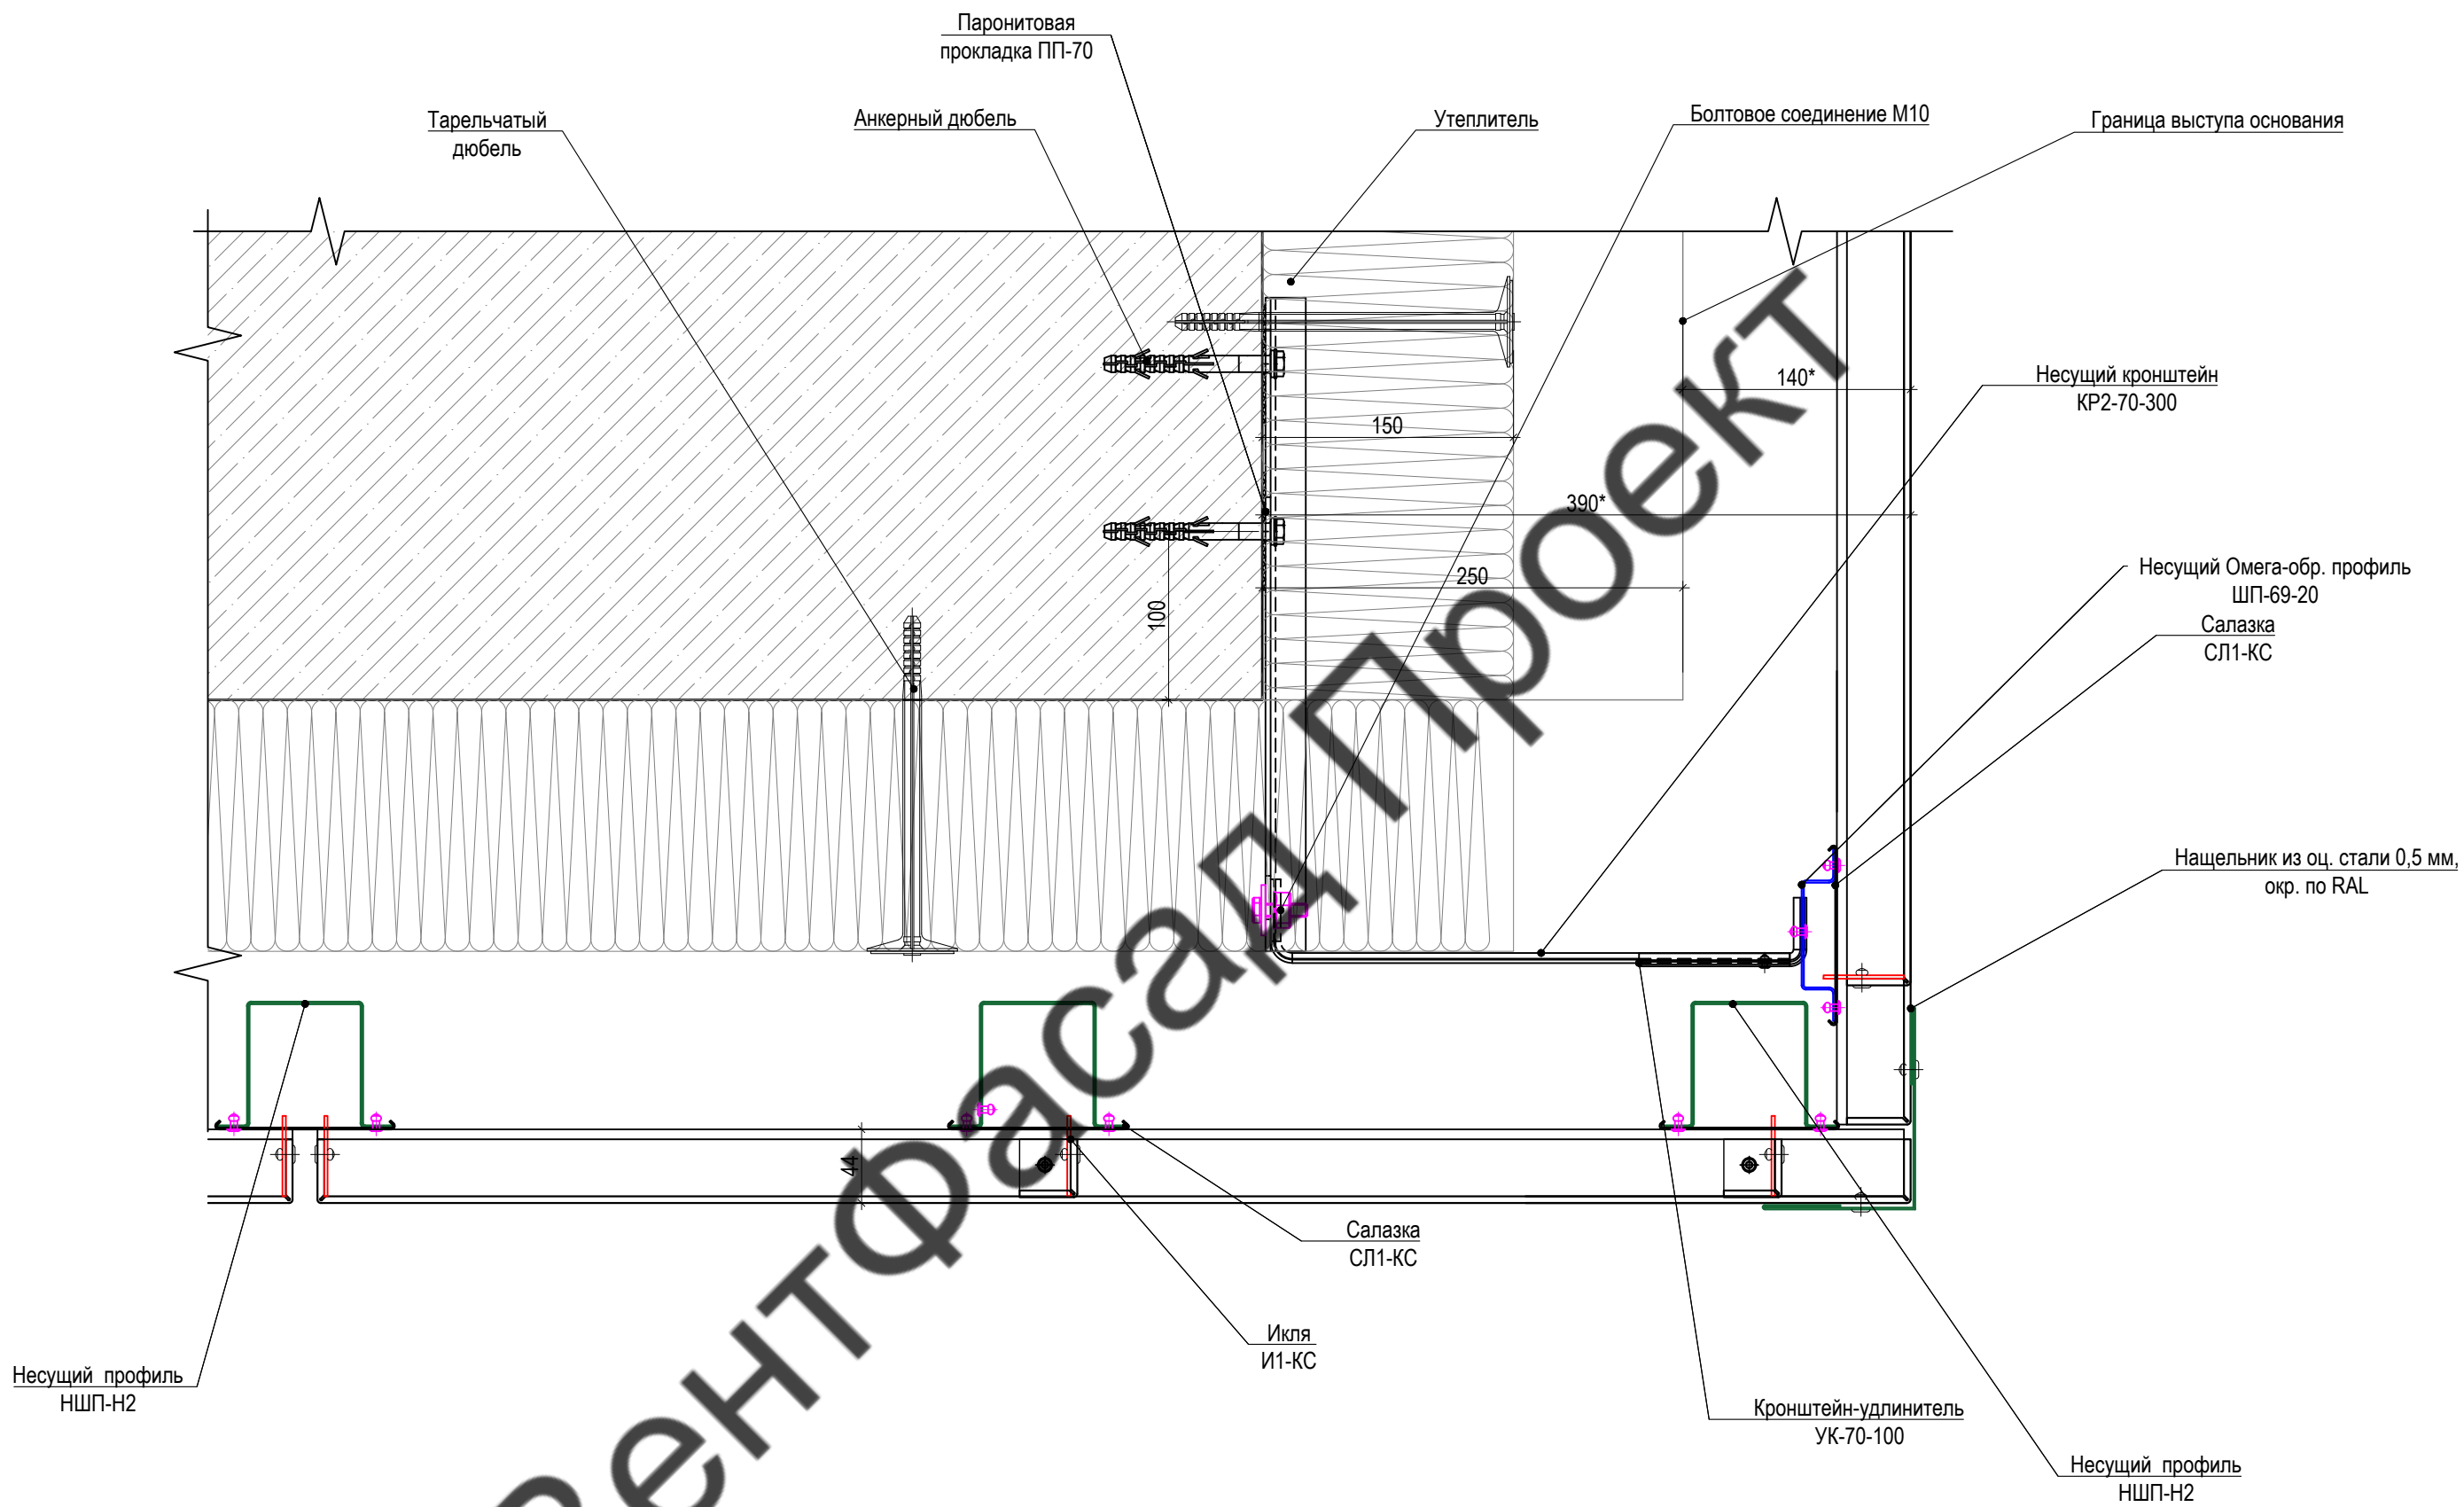 Паронитовая
прокладка ПП-70
Тарельчатый
дюбель
Анкерный дюбель
Утеплитель
Болтовое соединение М10
Граница выступа основания
Несущий кронштейн
КР2-70-300
140*
150
390*
250
100
Несущий Омега-обр. профиль
ШП-69-20
Салазка
СЛ1-КС
Нащельник из оц. стали 0,5 мм,
окр. по RAL
44
Салазка
СЛ1-КС
Икля
И1-КС
Несущий профиль
НШП-Н2
Кронштейн-удлинитель
УК-70-100
Несущий профиль
НШП-Н2
ВентФасад Проект